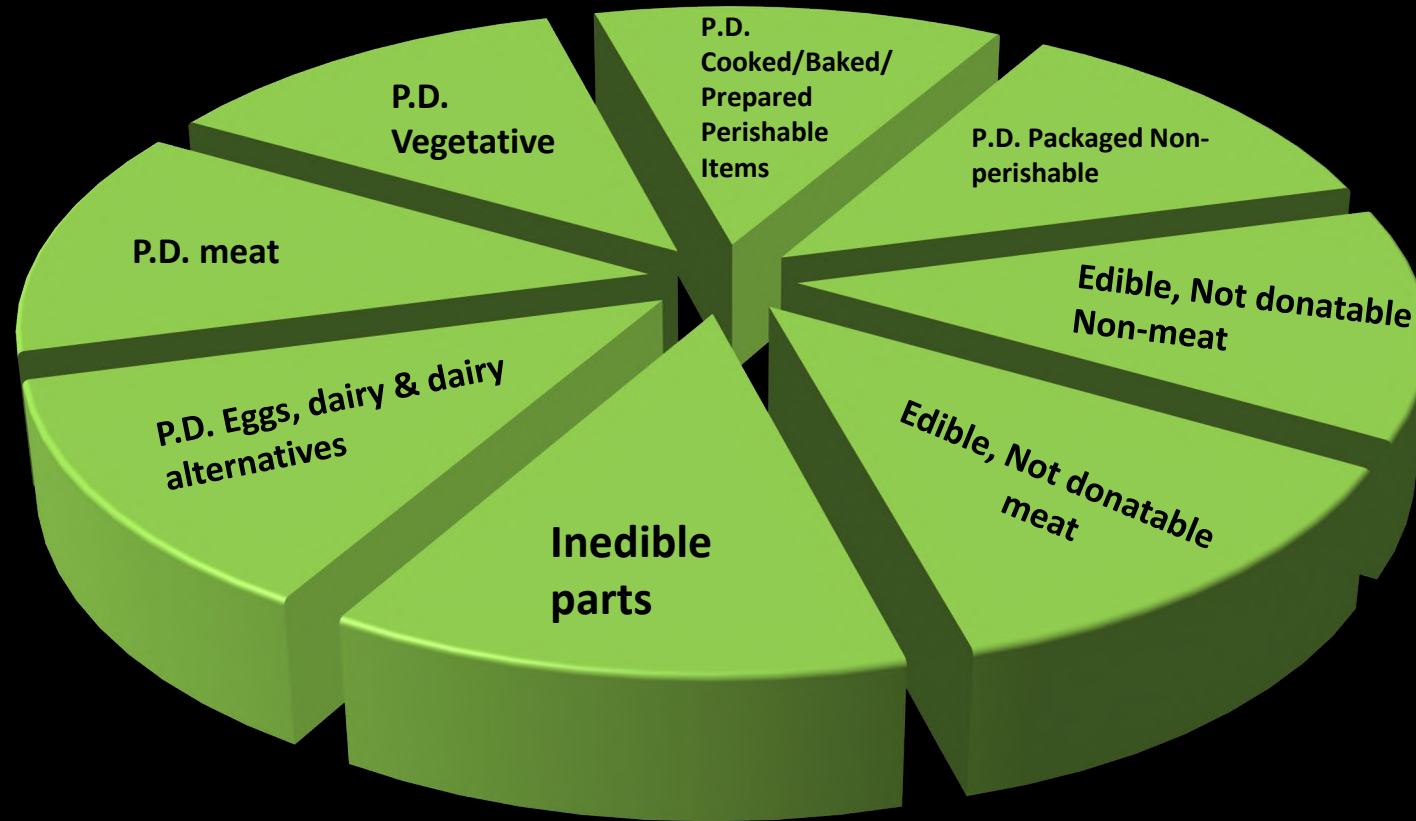 P.D.
Cooked/Baked/
Prepared
Perishable
Items
P.D. Packaged Non-
perishable
Edible, Not donatable
Non-meat
Edible, Not donatable
meat
Inedible
parts
P.D. Eggs, dairy & dairy
alternatives
P.D. meat
P.D.
Vegetative